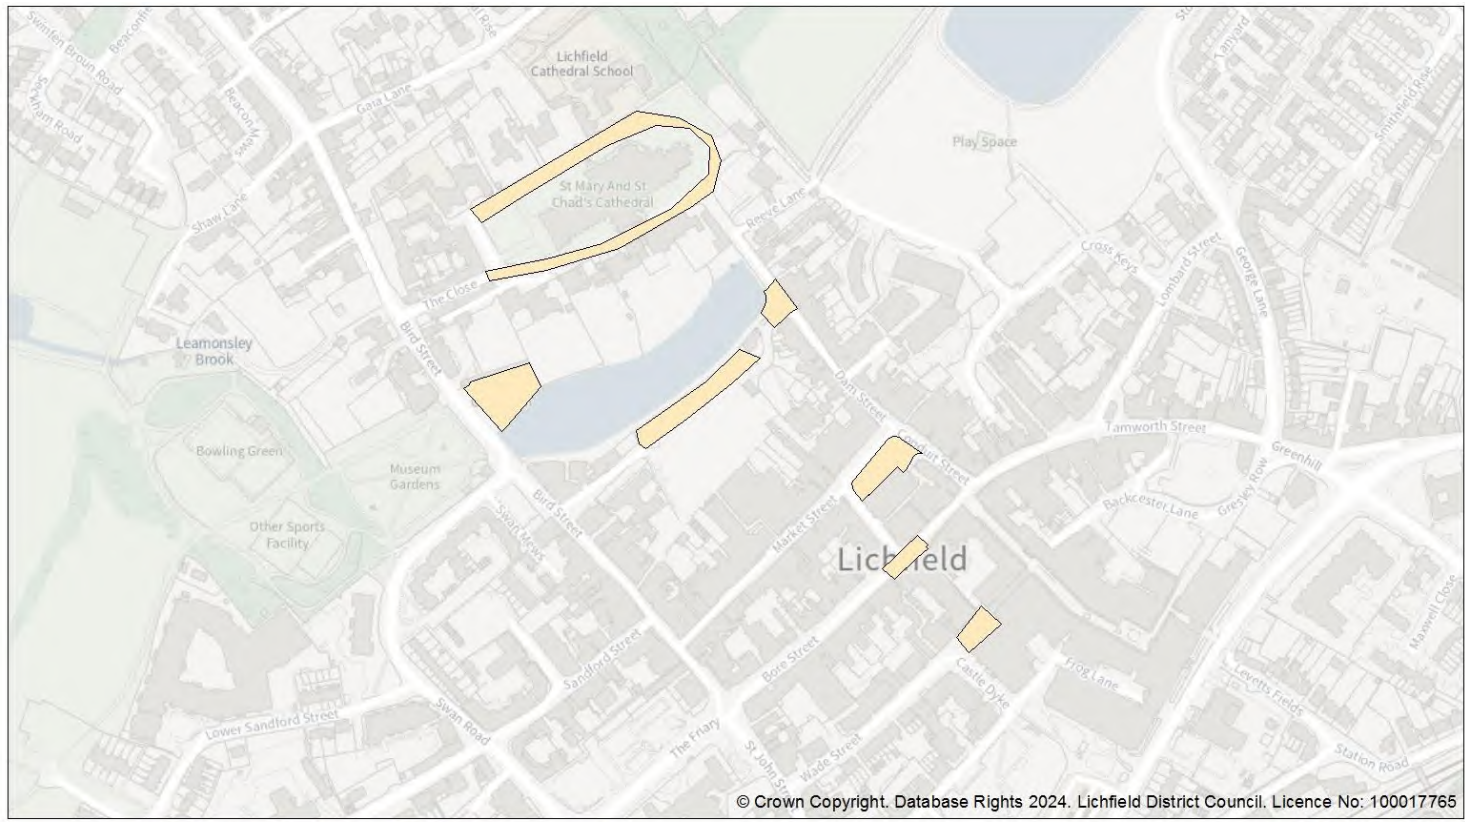 Swinfen Broun Road
Gaia Lane
Lichfield
Cathedral School
Beacon
Shaw Lane
Play Space
Lanyard
Smithfield Rise
St Mary And St
Chad's Cathedral
Reeve Lane
Cross Keys
Lombard Street
George Lane
The Close
Leamonsley
Brook
Bird Street
Dam Street
Conduit Street
Tamworth Street
Greenhill
Bowling Green
Museum
Gardens
Backcester Lane
Gresley Row
Other Sports
Facility
Swan Mews
Bird Street
Market Street
Lichfield
Maxwell Close
Sandford Street
Bore Street
Castle Dyke
Frog Lane
Levetts Fields
Lower Sandford Street
Swan Road
The Friary
Wade Street
St John
Station Road
© Crown Copyright. Database Rights 2024. Lichfield District Council. Licence No: 100017765